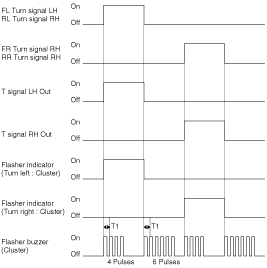 FL Turn signal LH
RL Turn signal RH
On
Off
FR Turn signal RH
RR Turn signal RH
On
Off
T signal LH Out
On
Off
T signal RH Out
On
Off
Flasher indicator
(Turn left : Cluster)
On
Off
Flasher indicator
(Turn right : Cluster)
On
Off
T1
T1
Flasher buzzer
(Cluster)
On
Off
4 Pulses
6 Pulses